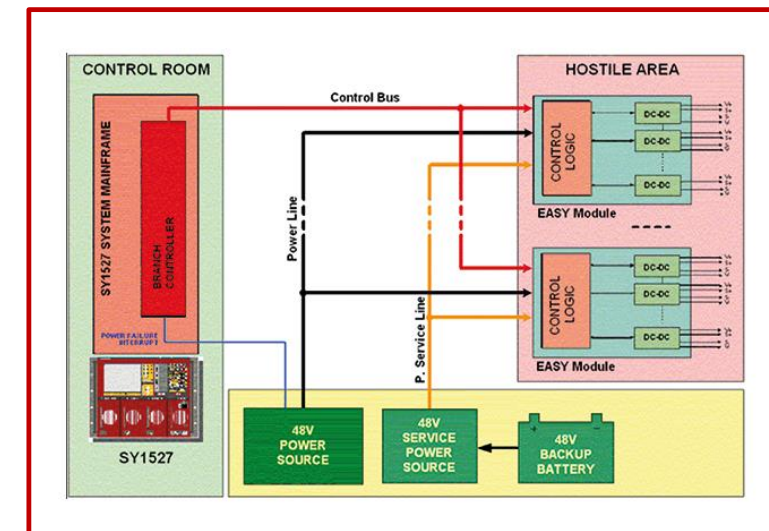 CONTROL ROOM
SY1527 SYSTEM MAINFRAME
BRANCH
CONTROLLER
POWER FAILURE
INTERRUPT
SY1527
Control Bus
Power Line
P. Service Line
HOSTILE AREA
CONTROL
LOGIC
DC-DC
DC-DC
DC-DC
EASY Module
CONTROL
LOGIC
DC-DC
DC-DC
DC-DC
EASY Module
48V
POWER
SOURCE
48V
SERVICE
POWER
SOURCE
48V
BACKUP
BATTERY